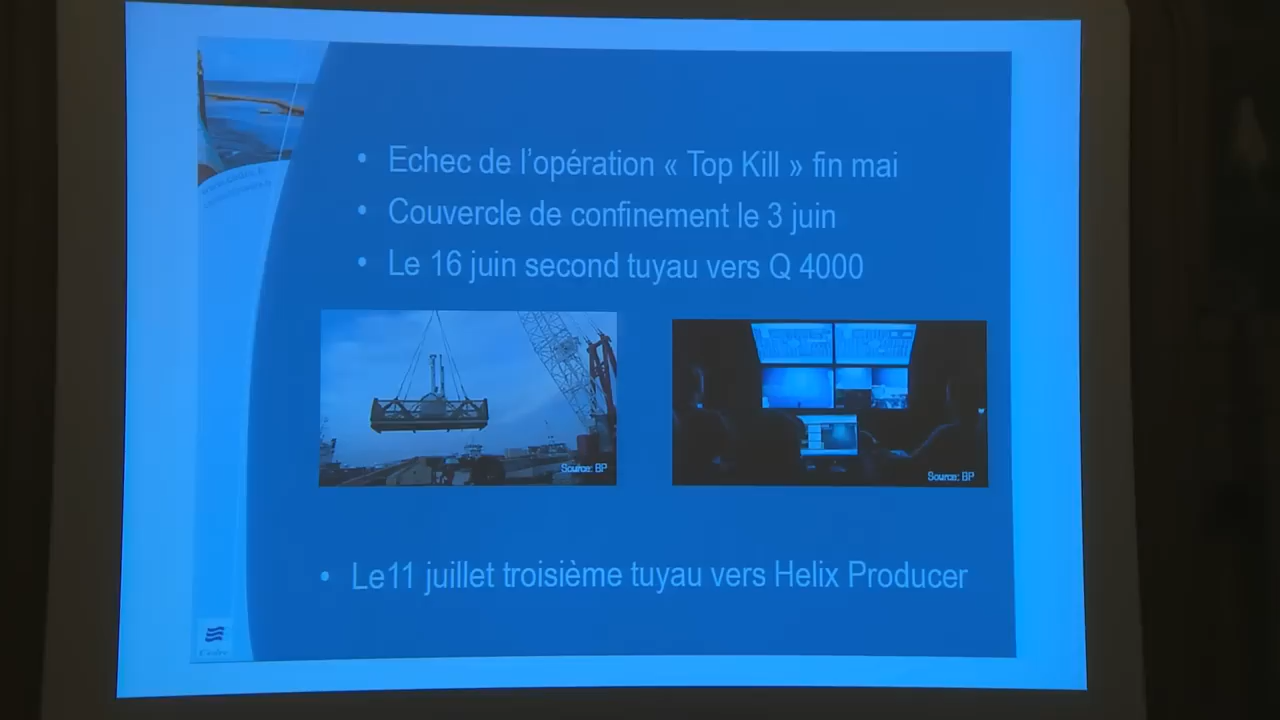 • Echec de l'opération « Top Kill » fin mai
• Couvercle de confinement le 3 juin
• Le 16 juin second tuyau vers Q 4000
Source: BP
Source: BP
• Le11 juillet troisième tuyau vers Helix Producer
Cedre